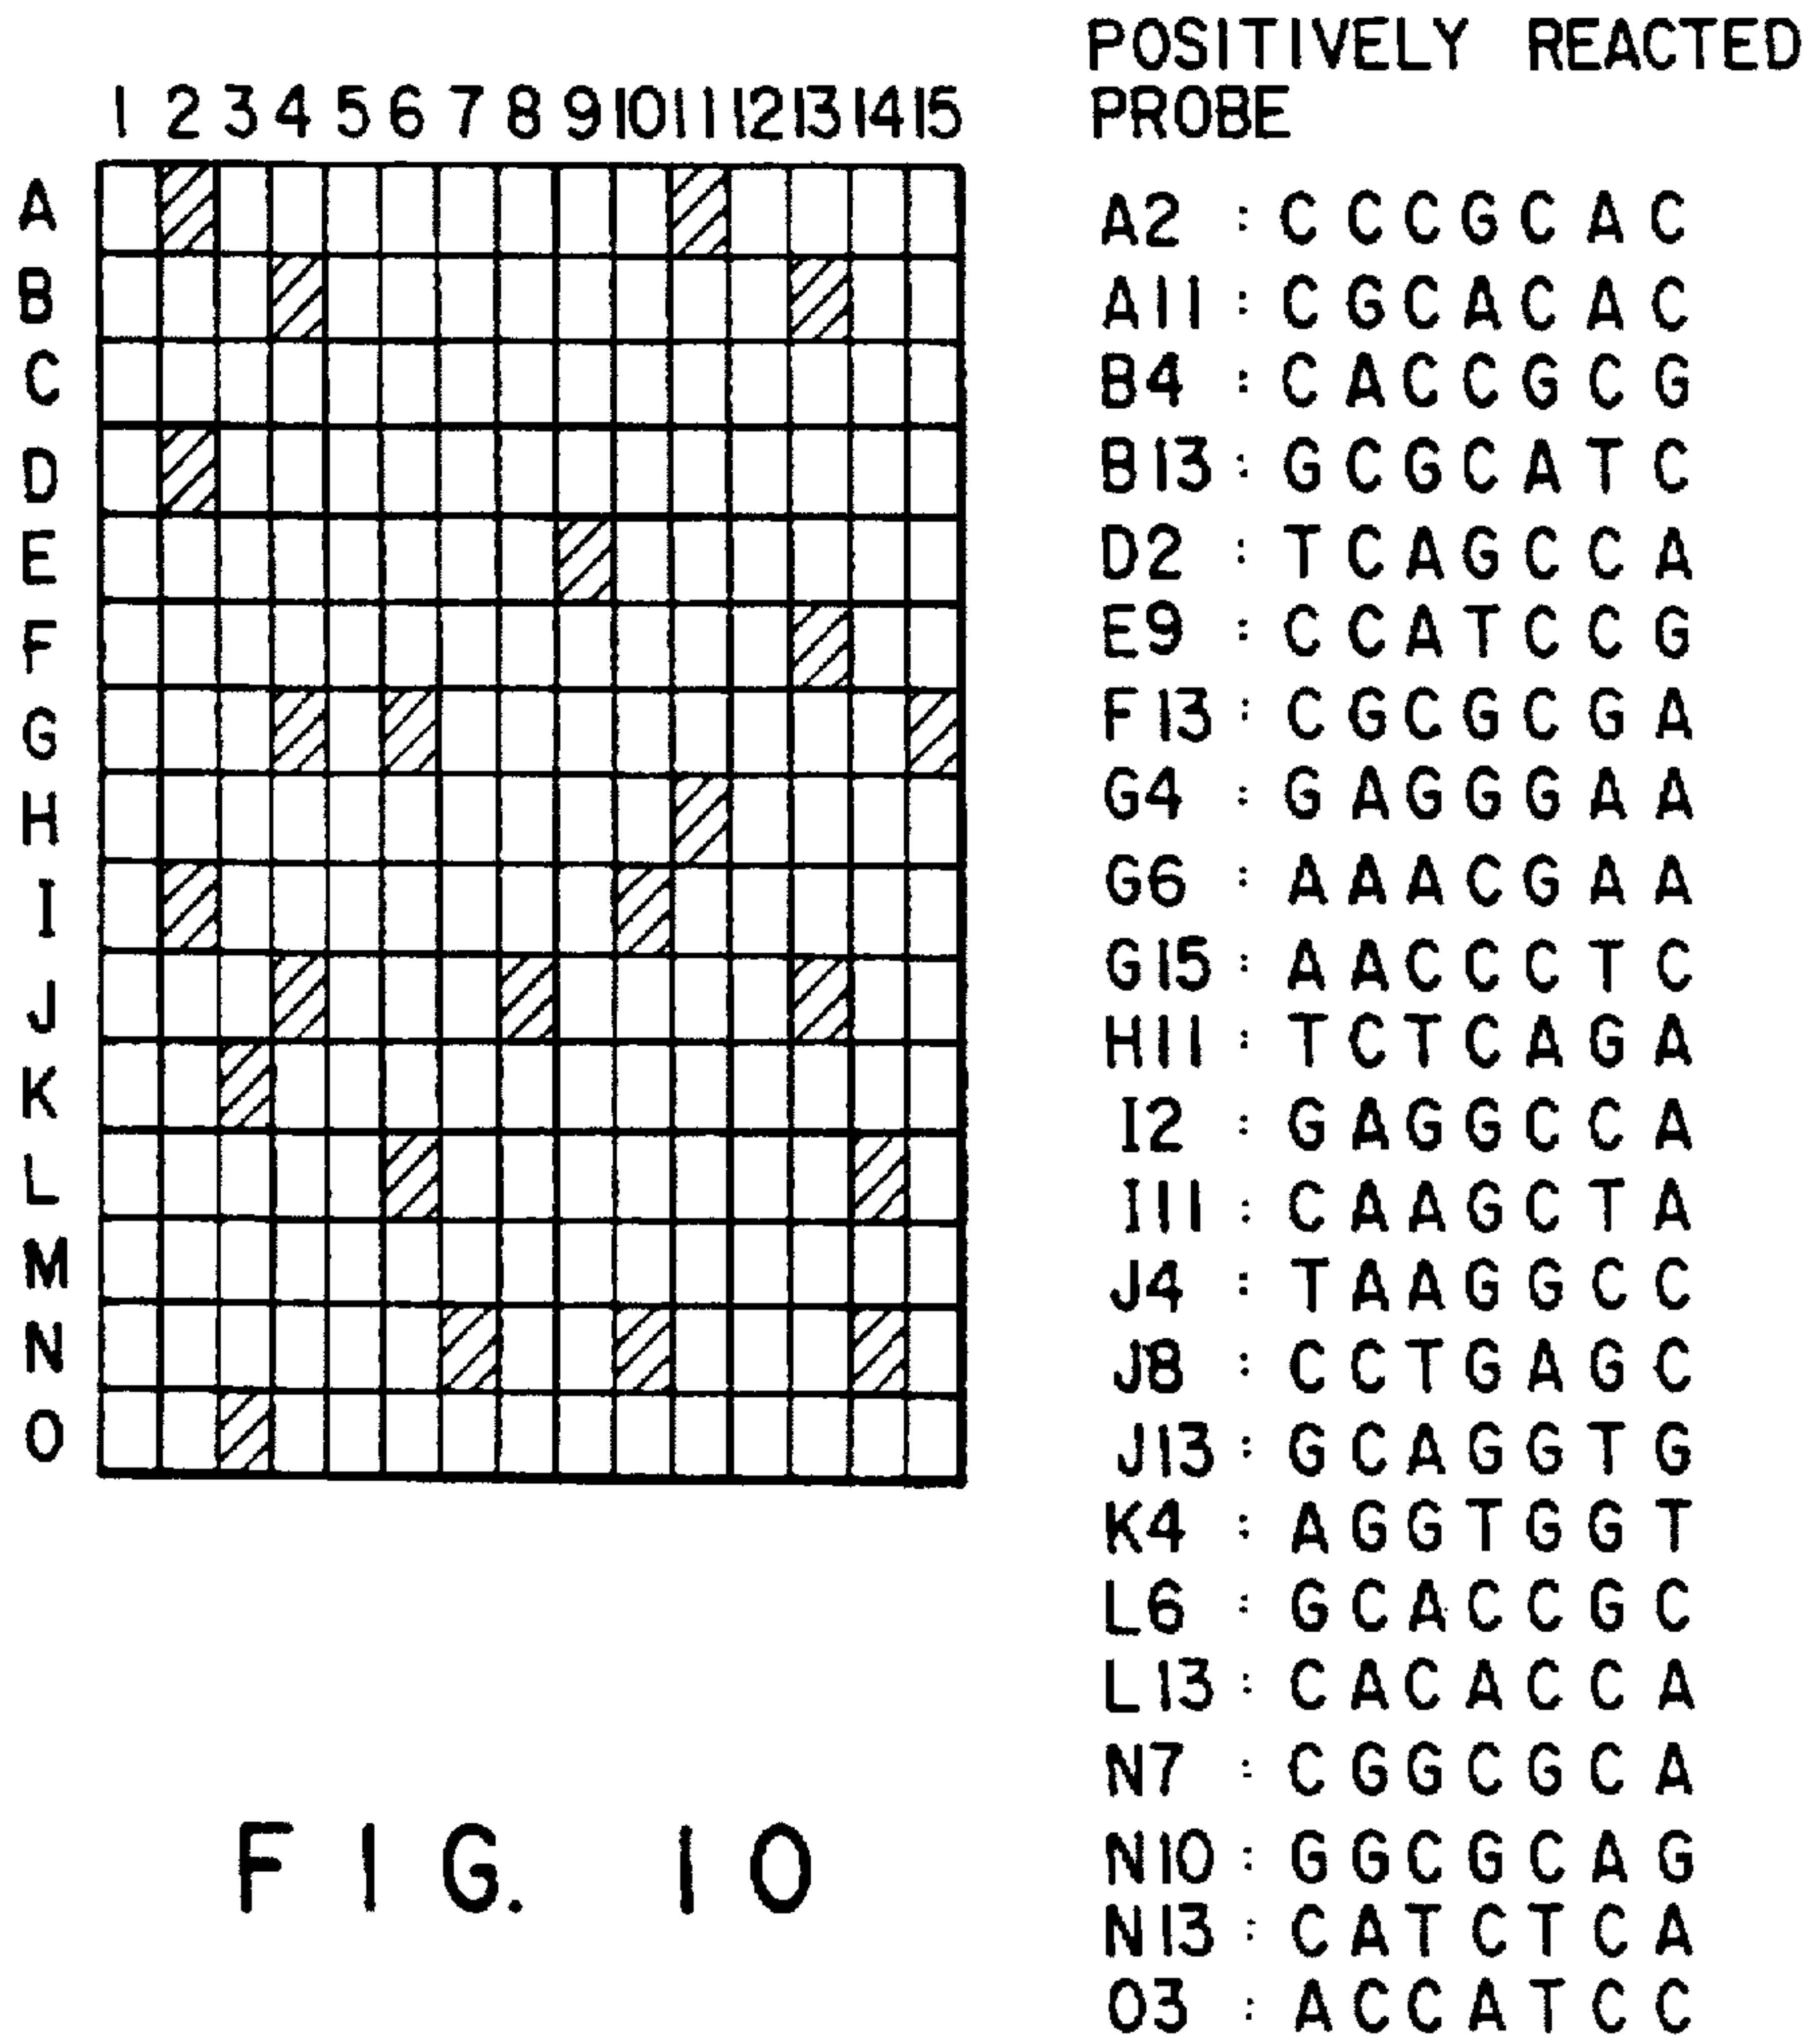 POSITIVELY REACTED
PROBE
1 2 3 4 5 6 7 8 9 10 11 12 13 14 15
A
B
C
D
E
F
G
H
I
J
K
L
M
N
O
A2 : C C C G C A C
A11 : C G C A C A C
B4 : C A C C G C G
B13 : G C G C A T C
D2 : T C A G C C A
E9 : C C A T C C G
F13 : C G C G C G A
G4 : G A G G G A A
G6 : A A A C G A A
G15 : A A C C C T C
H11 : T C T C A G A
I2 : G A G G C C A
I11 : C A A G C T A
J4 : T A A G G C C
J8 : C C T G A G C
J13 : G C A G G T G
K4 : A G G T G G T
L6 : G C A C C G C
L13 : C A C A C C A
N7 : C G G C G C A
N10 : G G C G C A G
N13 : C A T C T C A
O3 : A C C A T C C
FIG. 10